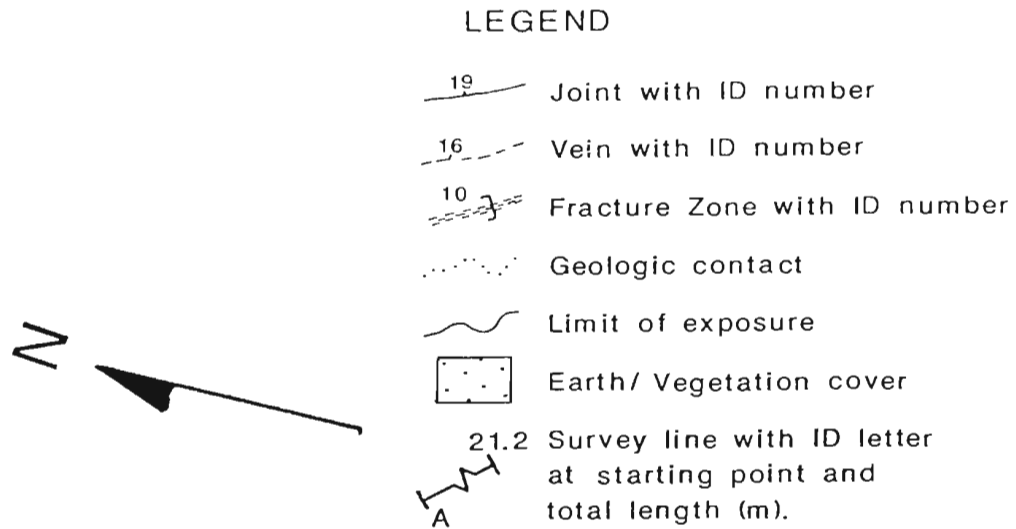 LEGEND
19 Joint with ID number
16 Vein with ID number
10 Fracture Zone with ID number
Geologic contact
Limit of exposure
Earth/ Vegetation cover
N
21.2 Survey line with ID letter
at starting point and
A total length (m).